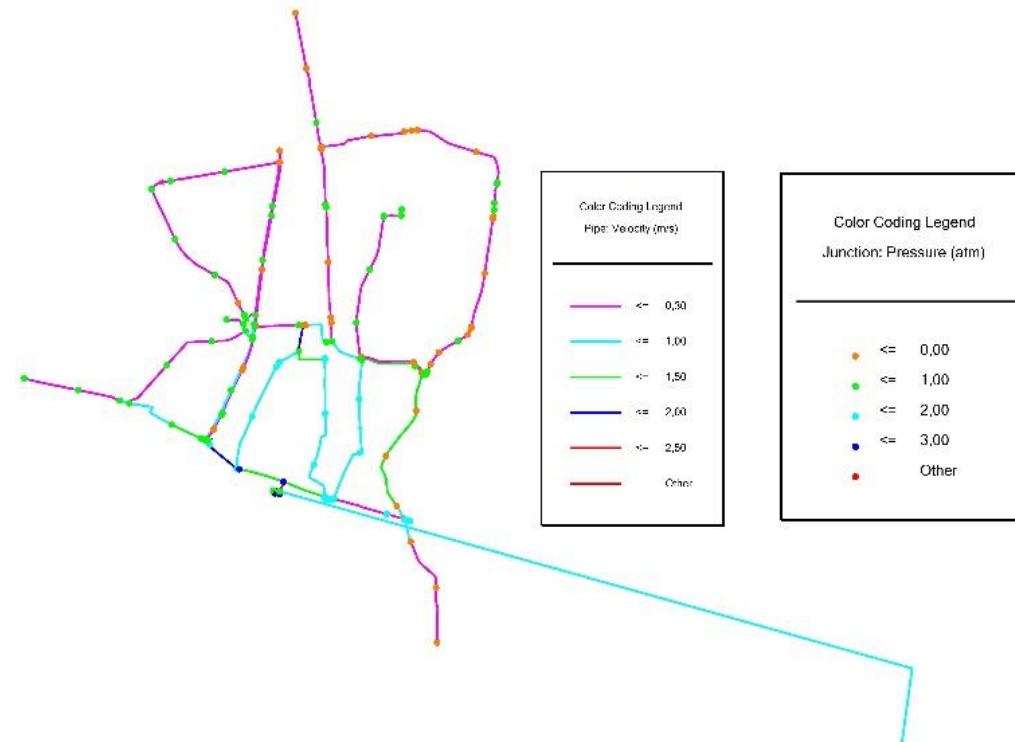 Color Coding Legend
Pipe: Velocity (m/s)
<= 0,30
<= 1,00
<= 1,50
<= 2,00
<= 2,50
Other
Color Coding Legend
Junction: Pressure (atm)
<= 0,00
<= 1,00
<= 2,00
<= 3,00
Other